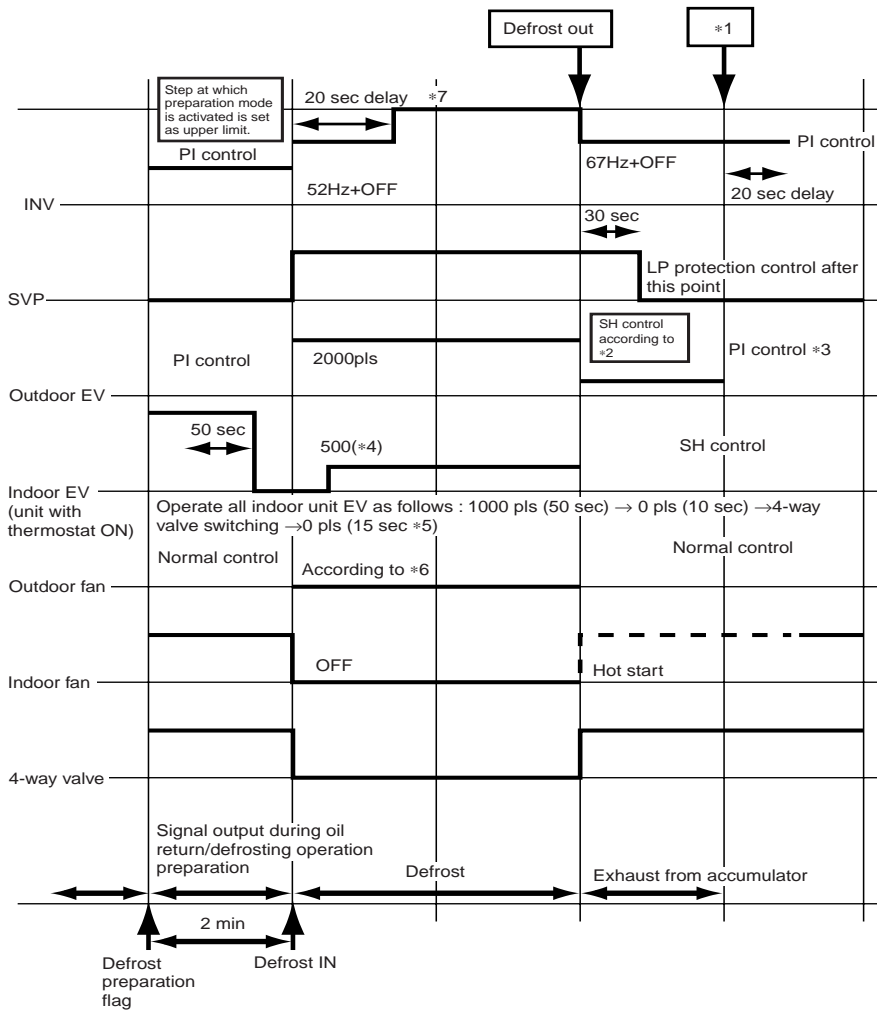 Defrost out
*1
Step at which
preparation mode
is activated is set
as upper limit.
20 sec delay
*7
PI control
PI control
52Hz+OFF
67Hz+OFF
20 sec delay
INV
30 sec
LP protection control after
this point
SVP
SH control
according to
*2
PI control
2000pls
PI control *3
Outdoor EV
50 sec
500(*4)
SH control
Indoor EV
(unit with
thermostat ON)
Operate all indoor unit EV as follows : 1000 pls (50 sec) → 0 pls (10 sec) →4-way
valve switching →0 pls (15 sec *5)
Normal control
Normal control
According to *6
Outdoor fan
OFF
Hot start
Indoor fan
4-way valve
Signal output during oil
return/defrosting operation
preparation
Defrost
Exhaust from accumulator
2 min
Defrost
preparation
flag
Defrost IN